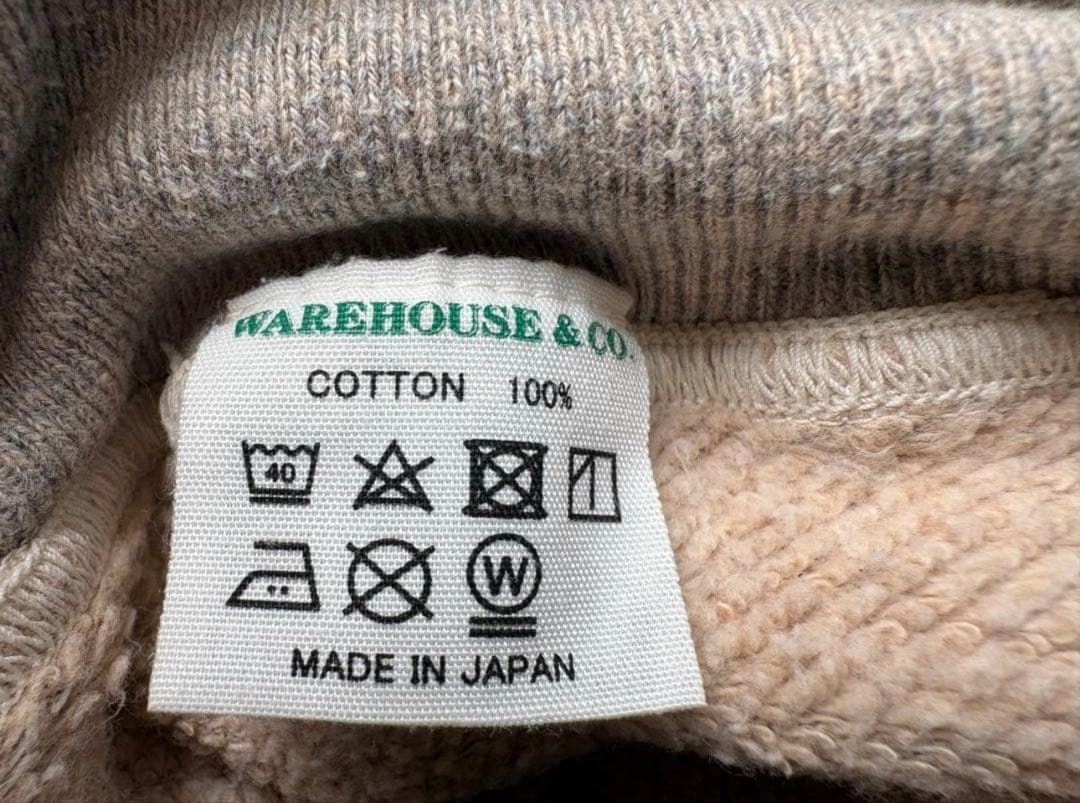 WAREHOUSE & CO.
COTTON 100%
40
W
MADE IN JAPAN